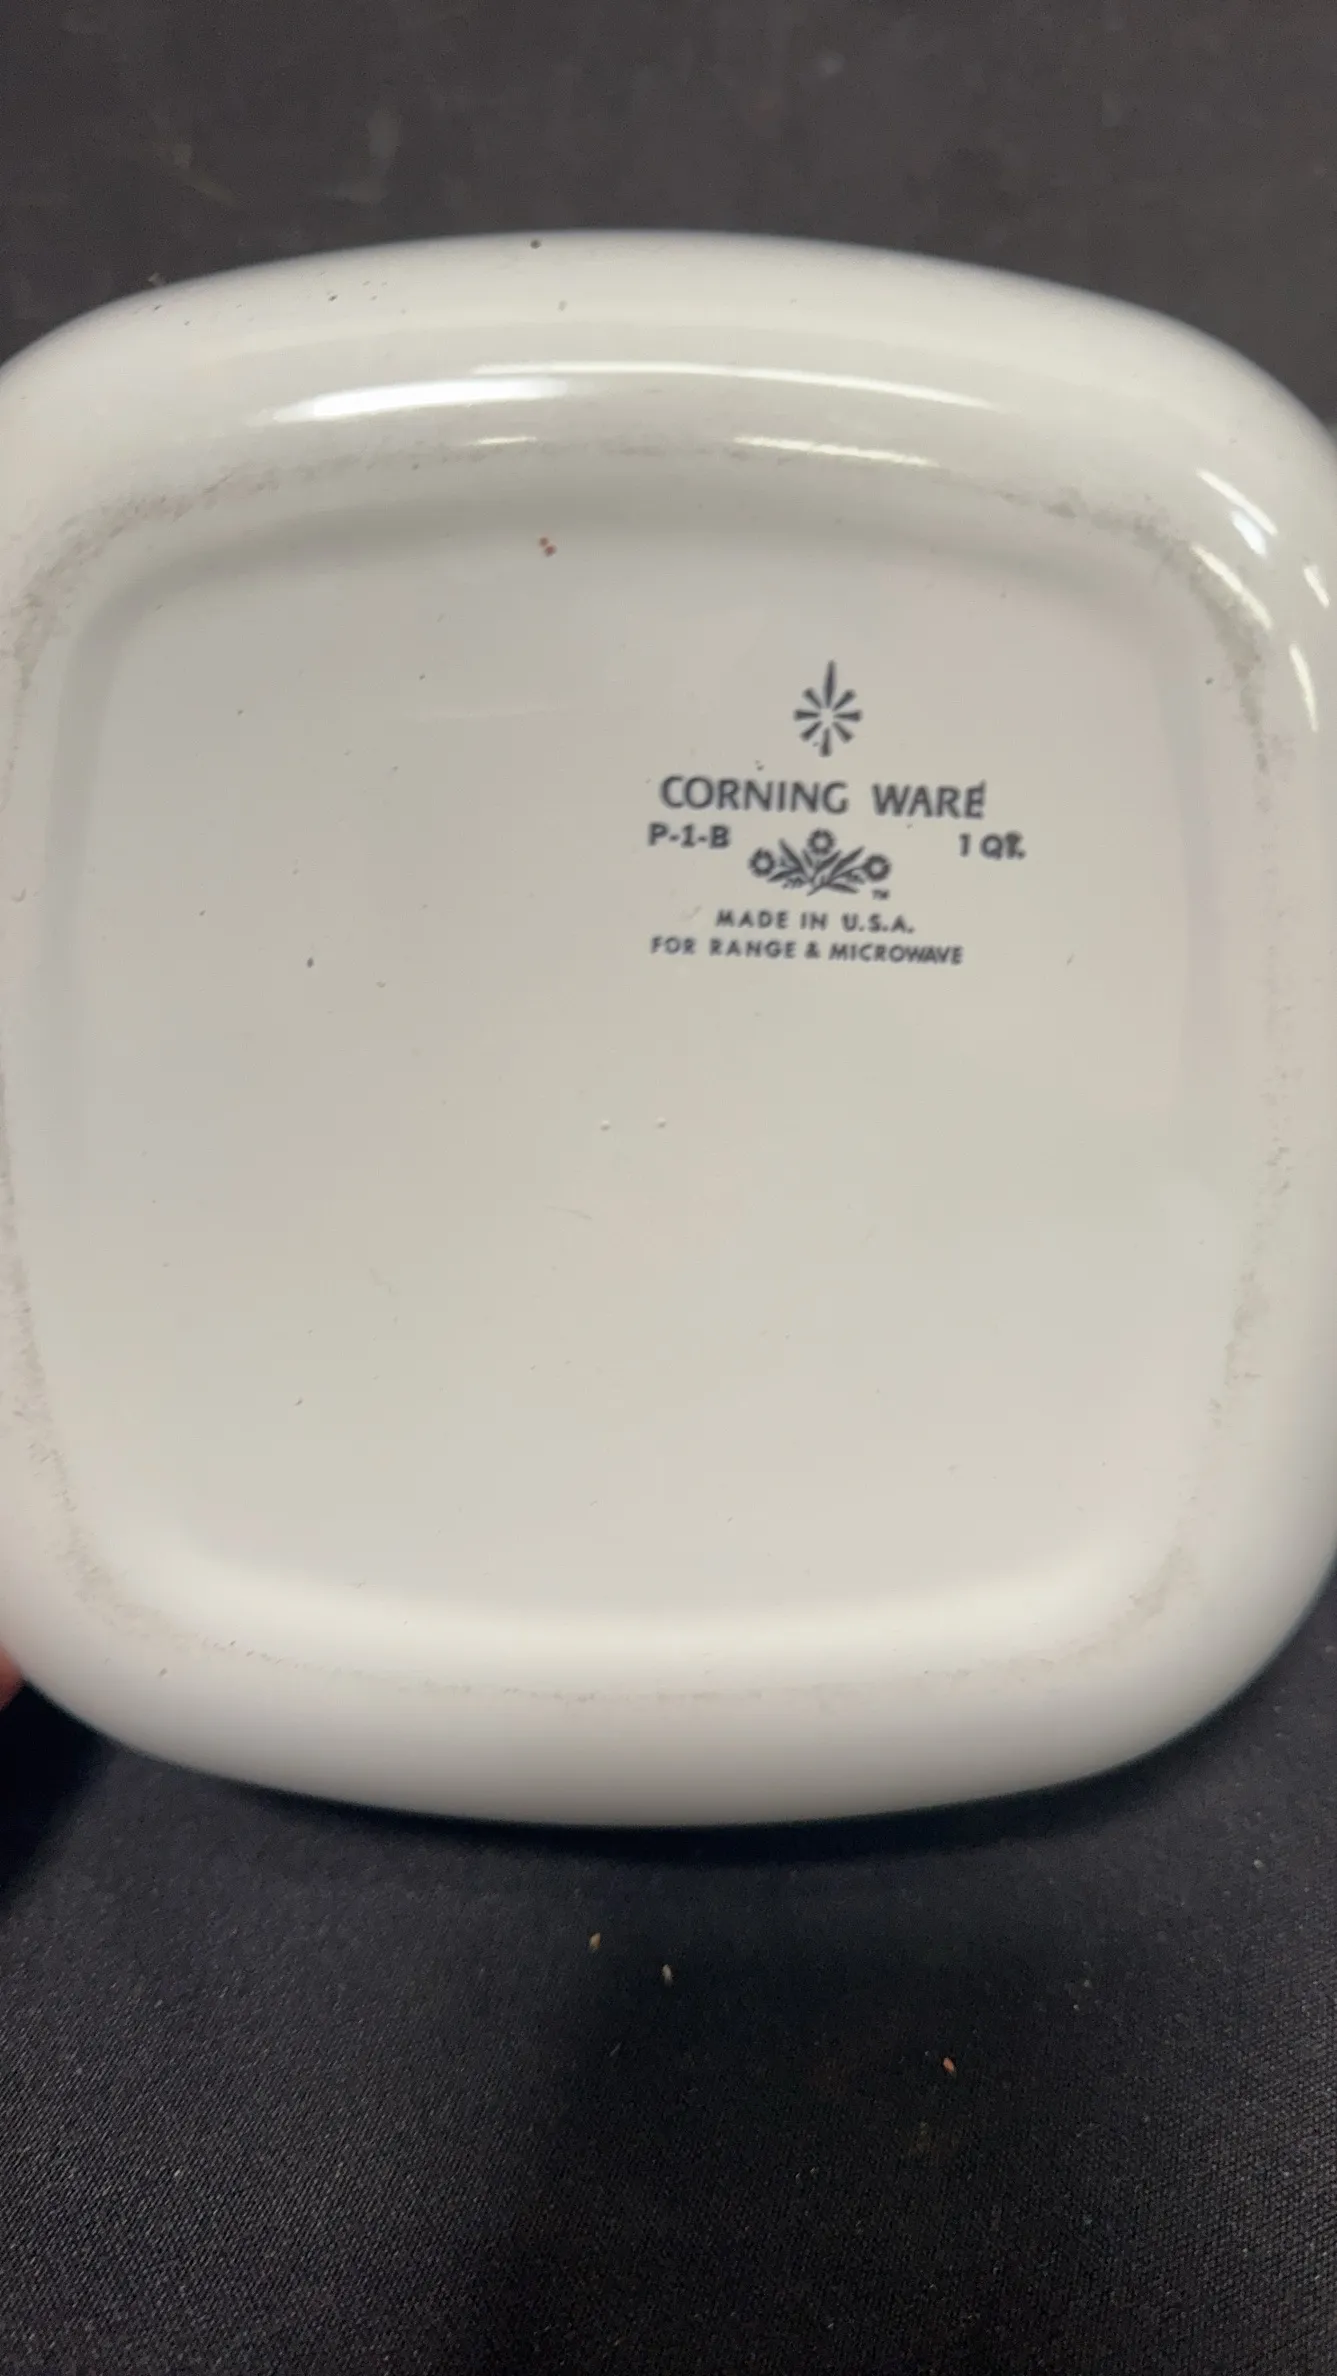 CORNING WARE
P-1-B 1 QT.
TM
MADE IN U.S.A.
FOR RANGE & MICROWAVE